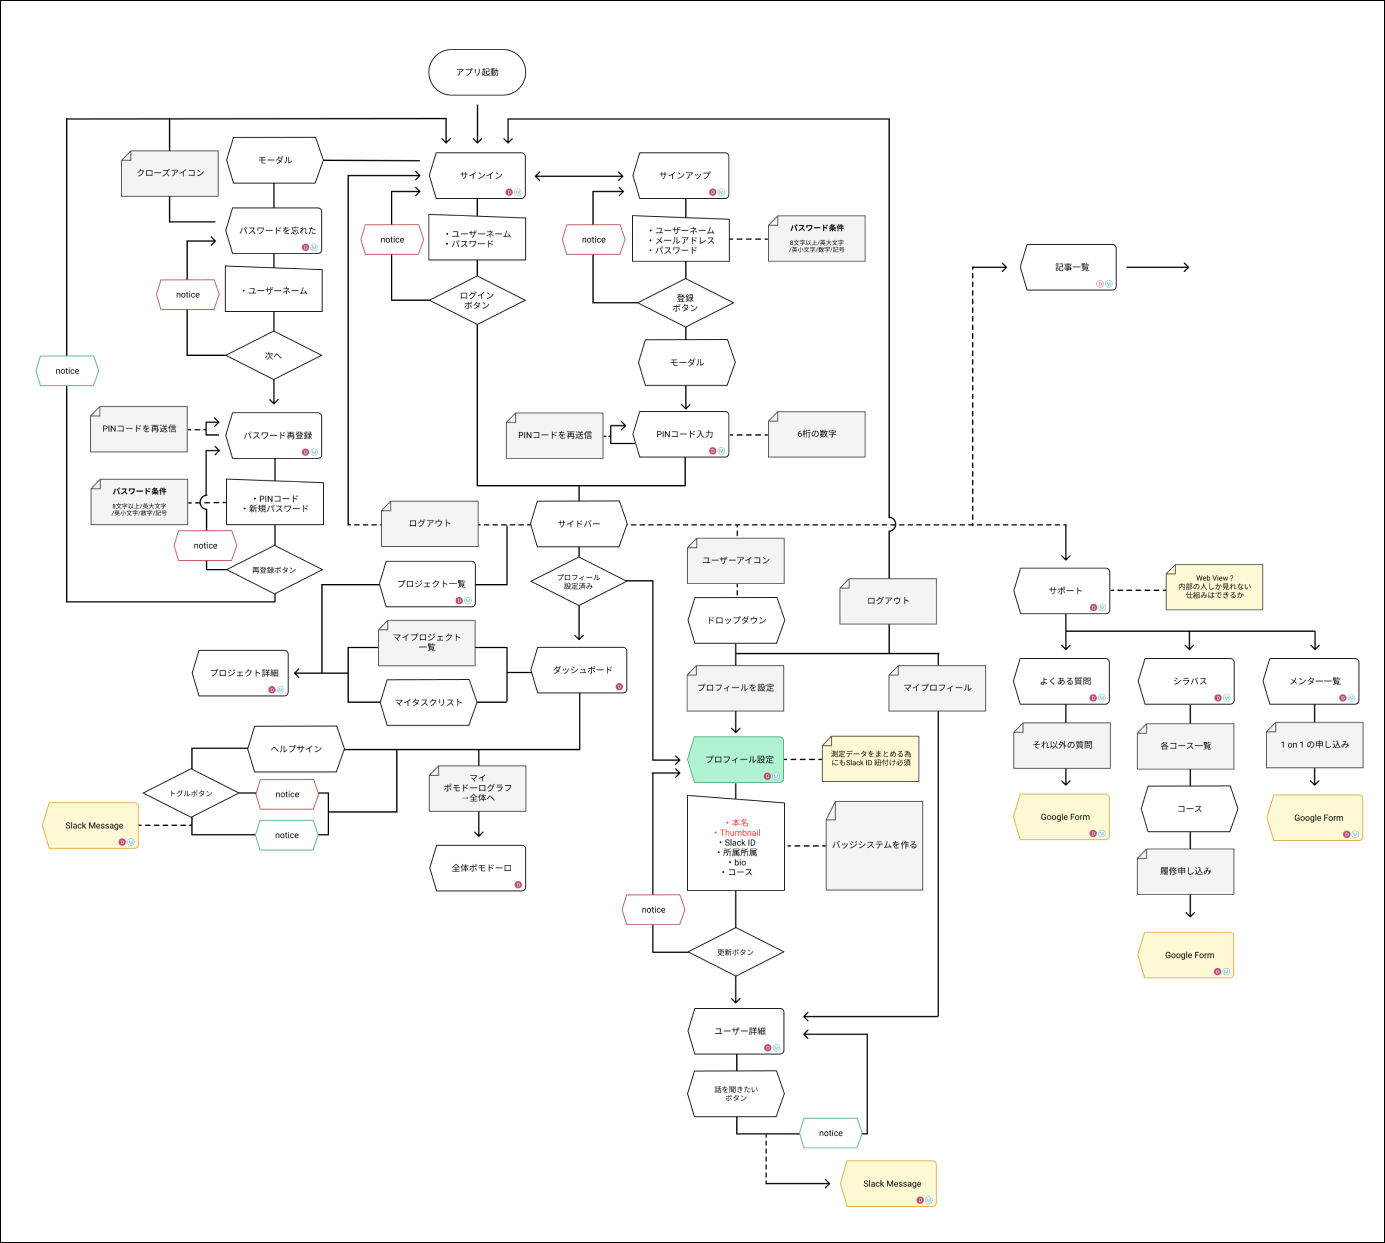 アプリ起動
クローズアイコン
モーダル
サインイン
D M
サインアップ
D M
パスワードを忘れた
D M
notice
・ユーザーネーム
・パスワード
notice
・ユーザーネーム
・メールアドレス
・パスワード
パスワード条件
8文字以上/英大文字
/英小文字/数字/記号
記事一覧
D M
notice
・ユーザーネーム
ログイン
ボタン
登録
ボタン
次へ
モーダル
notice
PINコードを再送信
パスワード再登録
D M
PINコードを再送信
PINコード入力
D M
6桁の数字
パスワード条件
8文字以上/英大文字
/英小文字/数字/記号
・PINコード
・新規パスワード
notice
再登録ボタン
ログアウト
サイドバー
ユーザーアイコン
プロジェクト一覧
D M
プロフィール
設定済み
ログアウト
サポート
D M
Web View ?
内部の人しか見れない
仕組みはできるか
ドロップダウン
マイプロジェクト
一覧
プロジェクト詳細
D M
マイタスクリスト
ダッシュボード
D
プロフィールを設定
マイプロフィール
よくある質問
D M
シラバス
D M
メンター一覧
D M
ヘルプサイン
それ以外の質問
各コース一覧
1 on 1 の申し込み
プロフィール設定
D M
測定データをまとめる為
にもSlack ID 紐付け必須
トグルボタン
notice
マイ
ポモドーログラフ
→全体へ
Slack Message
D M
notice
Google Form
D M
コース
Google Form
D M
・本名
・Thumbnail
・Slack ID
・所属所属
・bio
・コース
バッジシステムを作る
全体ポモドーロ
D
履修申し込み
notice
更新ボタン
Google Form
D M
ユーザー詳細
D M
話を聞きたい
ボタン
notice
Slack Message
D M